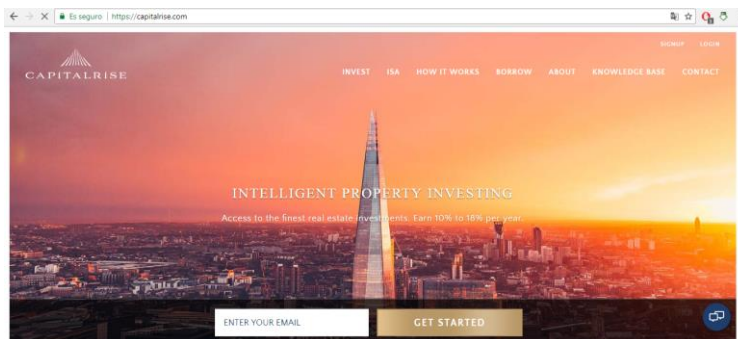 Es seguro | https://capitalrise.com
SIGNUP LOGIN
CAPITALRISE
INVEST ISA HOW IT WORKS BORROW ABOUT KNOWLEDGE BASE CONTACT
INTELLIGENT PROPERTY INVESTING
Access to the finest real estate investments. Earn 10% to 18% per year.
ENTER YOUR EMAIL GET STARTED